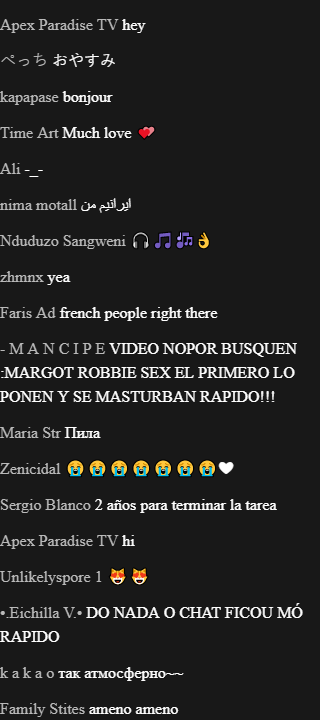 Apex Paradise TV hey
ぺっち おやすみ
kapapase bonjour
Time Art Much love 💕
Ali -_-
nima motall ایرانیم من
Nduduzo Sangweni 🎧 🎵 🎶 👌
zhmnx yea
Faris Ad french people right there
- M A N C I P E VIDEO NOPOR BUSQUEN
:MARGOT ROBBIE SEX EL PRIMERO LO
PONEN Y SE MASTURBAN RAPIDO!!!
Maria Str Пила
Zenicidal 😭 😭 😭 😭 😭 😭 😭 🤍
Sergio Blanco 2 años para terminar la tarea
Apex Paradise TV hi
Unlikelyspore 1 😻 😻
•.Eichilla V.• DO NADA O CHAT FICOU MÓ
RAPIDO
k a k a o так атмосферно~~
Family Stites ameno ameno